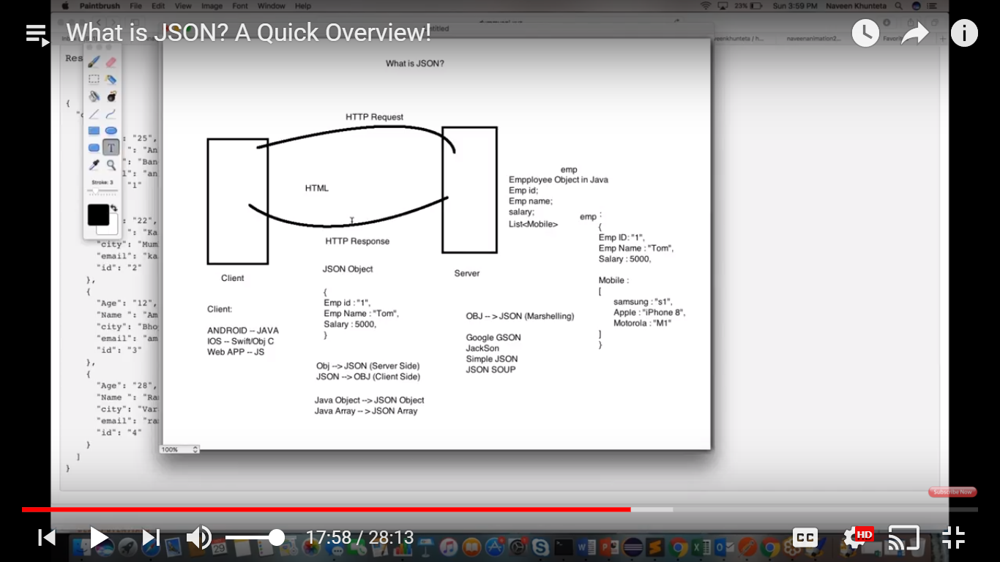 Paintbrush File Edit View Image Font Window Help
23% Sun 3:59 PM Naveen Khunteta
What is JSON? A Quick Overview!
veenkhunteta / h...
naveenanimation2...
Res
Stroke: 3
{
: "25",
": "An
": "Ban
l": "an
"1"
: "22",
": "Ka
"city": "Mum
"email": "ka
"id": "2"
},
{
"Age": "12",
"Name ": "Am
"city": "Bho
"email": "am
"id": "3"
},
{
"Age": "28",
"Name ": "Ra
"city": "Var
"email": "ra
"id": "4"
}
]
}
What is JSON?
HTTP Request
HTML
HTTP Response
Client
Server
Client:
ANDROID -- JAVA
IOS -- Swift/Obj C
Web APP -- JS
JSON Object
{
Emp id : "1",
Emp Name : "Tom",
Salary : 5000,
}
Obj --> JSON (Server Side)
JSON --> OBJ (Client Side)
Java Object --> JSON Object
Java Array -- > JSON Array
emp
Empployee Object in Java
Emp id;
Emp name;
salary;
List<Mobile>
OBJ -- > JSON (Marshelling)
Google GSON
JackSon
Simple JSON
JSON SOUP
emp :
{
Emp ID: "1",
Emp Name : "Tom",
Salary : 5000,
Mobile :
[
samsung : "s1",
Apple : "iPhone 8",
Motorola : "M1"
]
}
100%
Subscribe Now
17:58 / 28:13
CC
HD